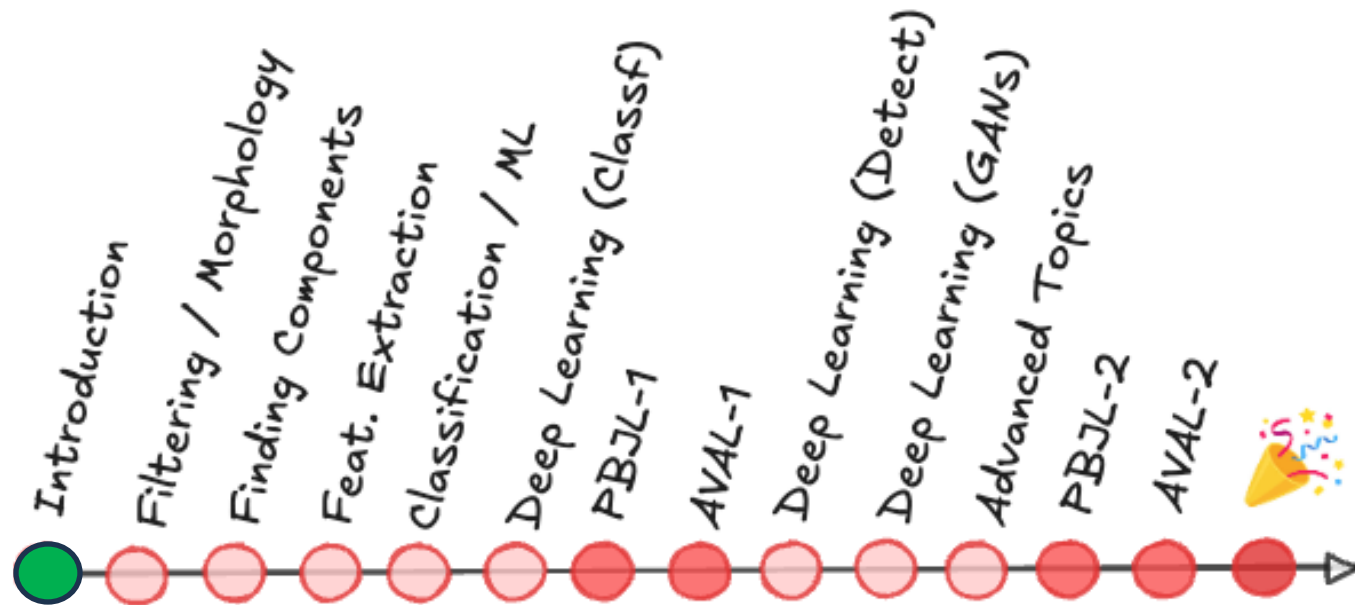 Introduction
Filtering / Morphology
Finding Components
Feat. Extraction
Classification / ML
Deep Learning (Classf)
PBJL-1
AVAL-1
Deep Learning (Detect)
Deep Learning (GANs)
Advanced Topics
PBJL-2
AVAL-2